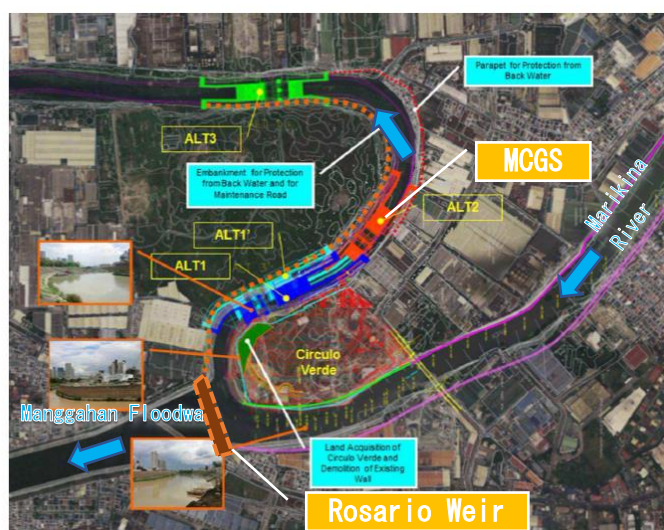 Parapet for Protection from
Back Water
ALT3
MCGS
Embankment for Protection
from Back Water and for
Maintenance Road
ALT2
Marikina
River
ALT1'
ALT1
Circulo
Verde
Manggahan Floodwa
Land Acquisition of
Circulo Verde and
Demolition of Existing
Wall
Rosario Weir